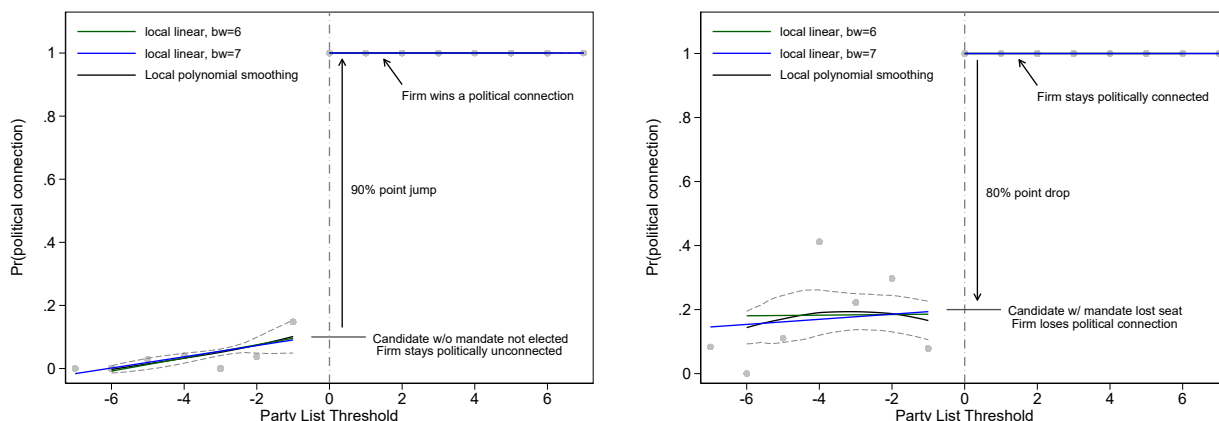 local linear, bw=6
local linear, bw=7
Local polynomial smoothing
Firm wins a political connection
90% point jump
Candidate w/o mandate not elected
Firm stays politically unconnected
Pr(political connection)
1
.8
.6
.4
.2
0
-6
-4
-2
0
2
4
6
Party List Threshold
local linear, bw=6
local linear, bw=7
Local polynomial smoothing
Firm stays politically connected
80% point drop
Candidate w/ mandate lost seat
Firm loses political connection
Pr(political connection)
1
.8
.6
.4
.2
0
-6
-4
-2
0
2
4
6
Party List Threshold